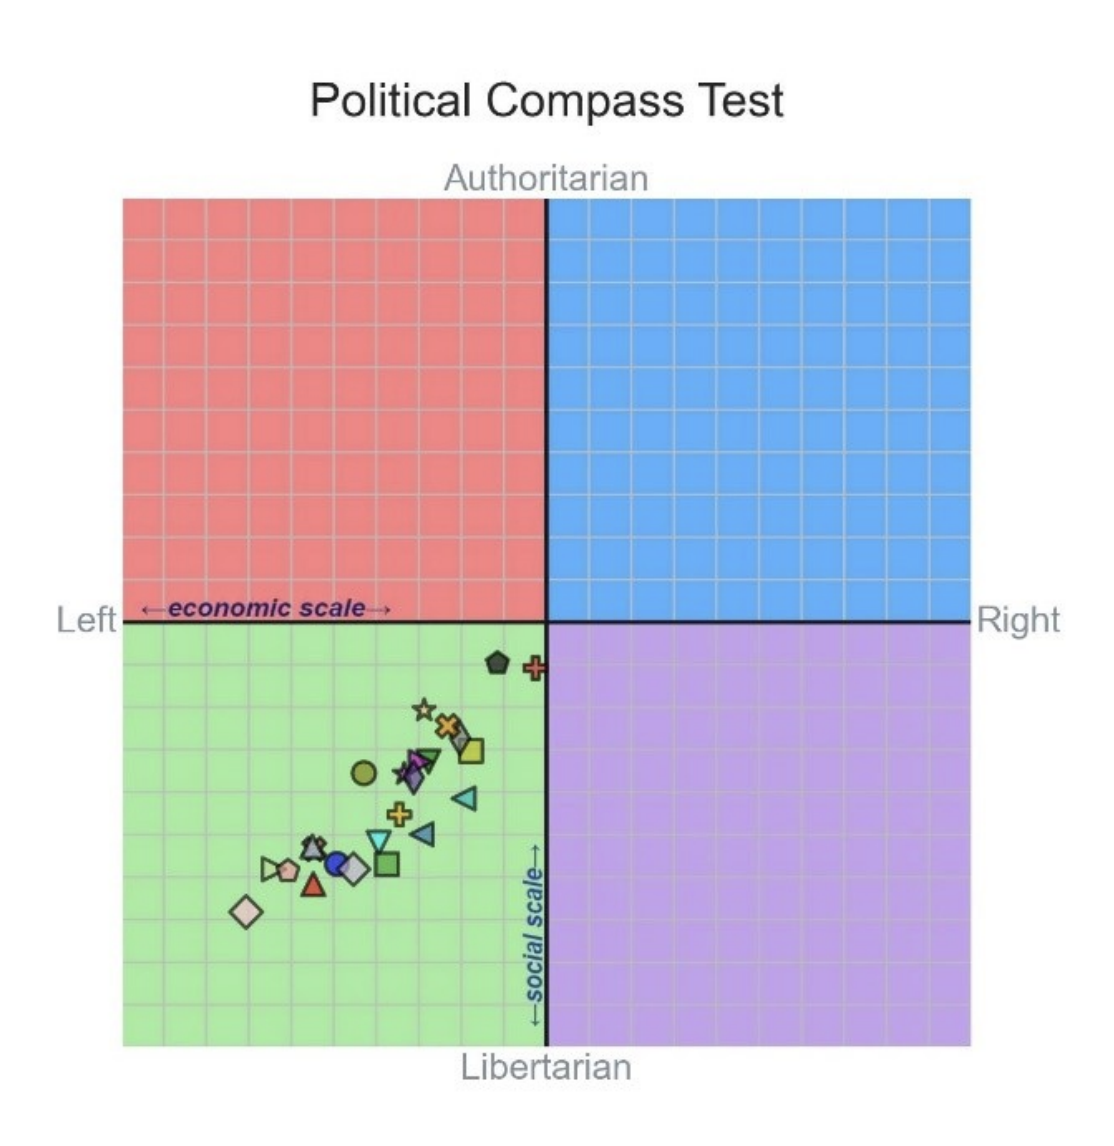 Political Compass Test
Authoritarian
←economic scale→
Left
Right
←social scale→
Libertarian